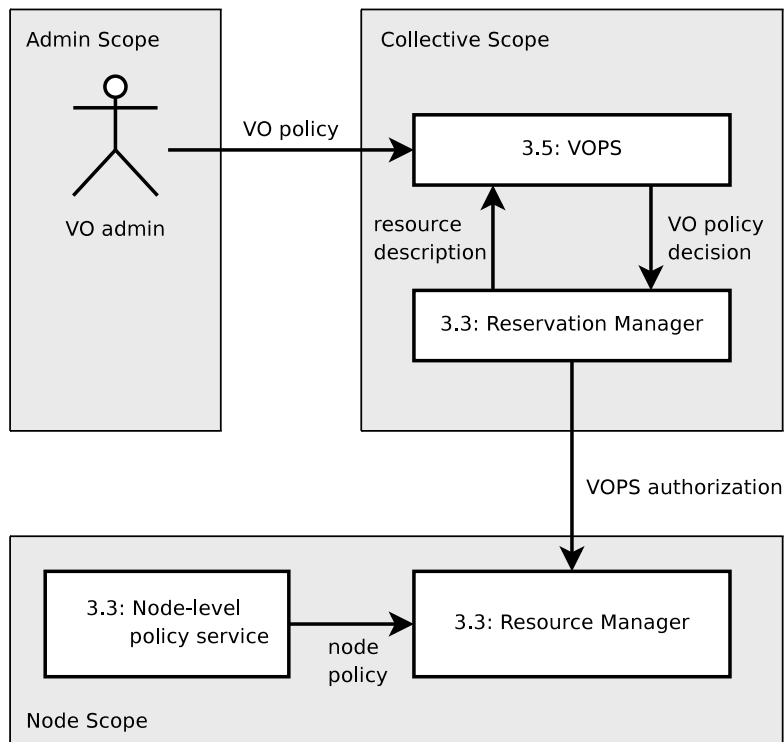 Admin Scope
VO admin
VO policy
Collective Scope
3.5: VOPS
resource
description
VO policy
decision
3.3: Reservation Manager
VOPS authorization
3.3: Node-level
policy service
node
policy
3.3: Resource Manager
Node Scope